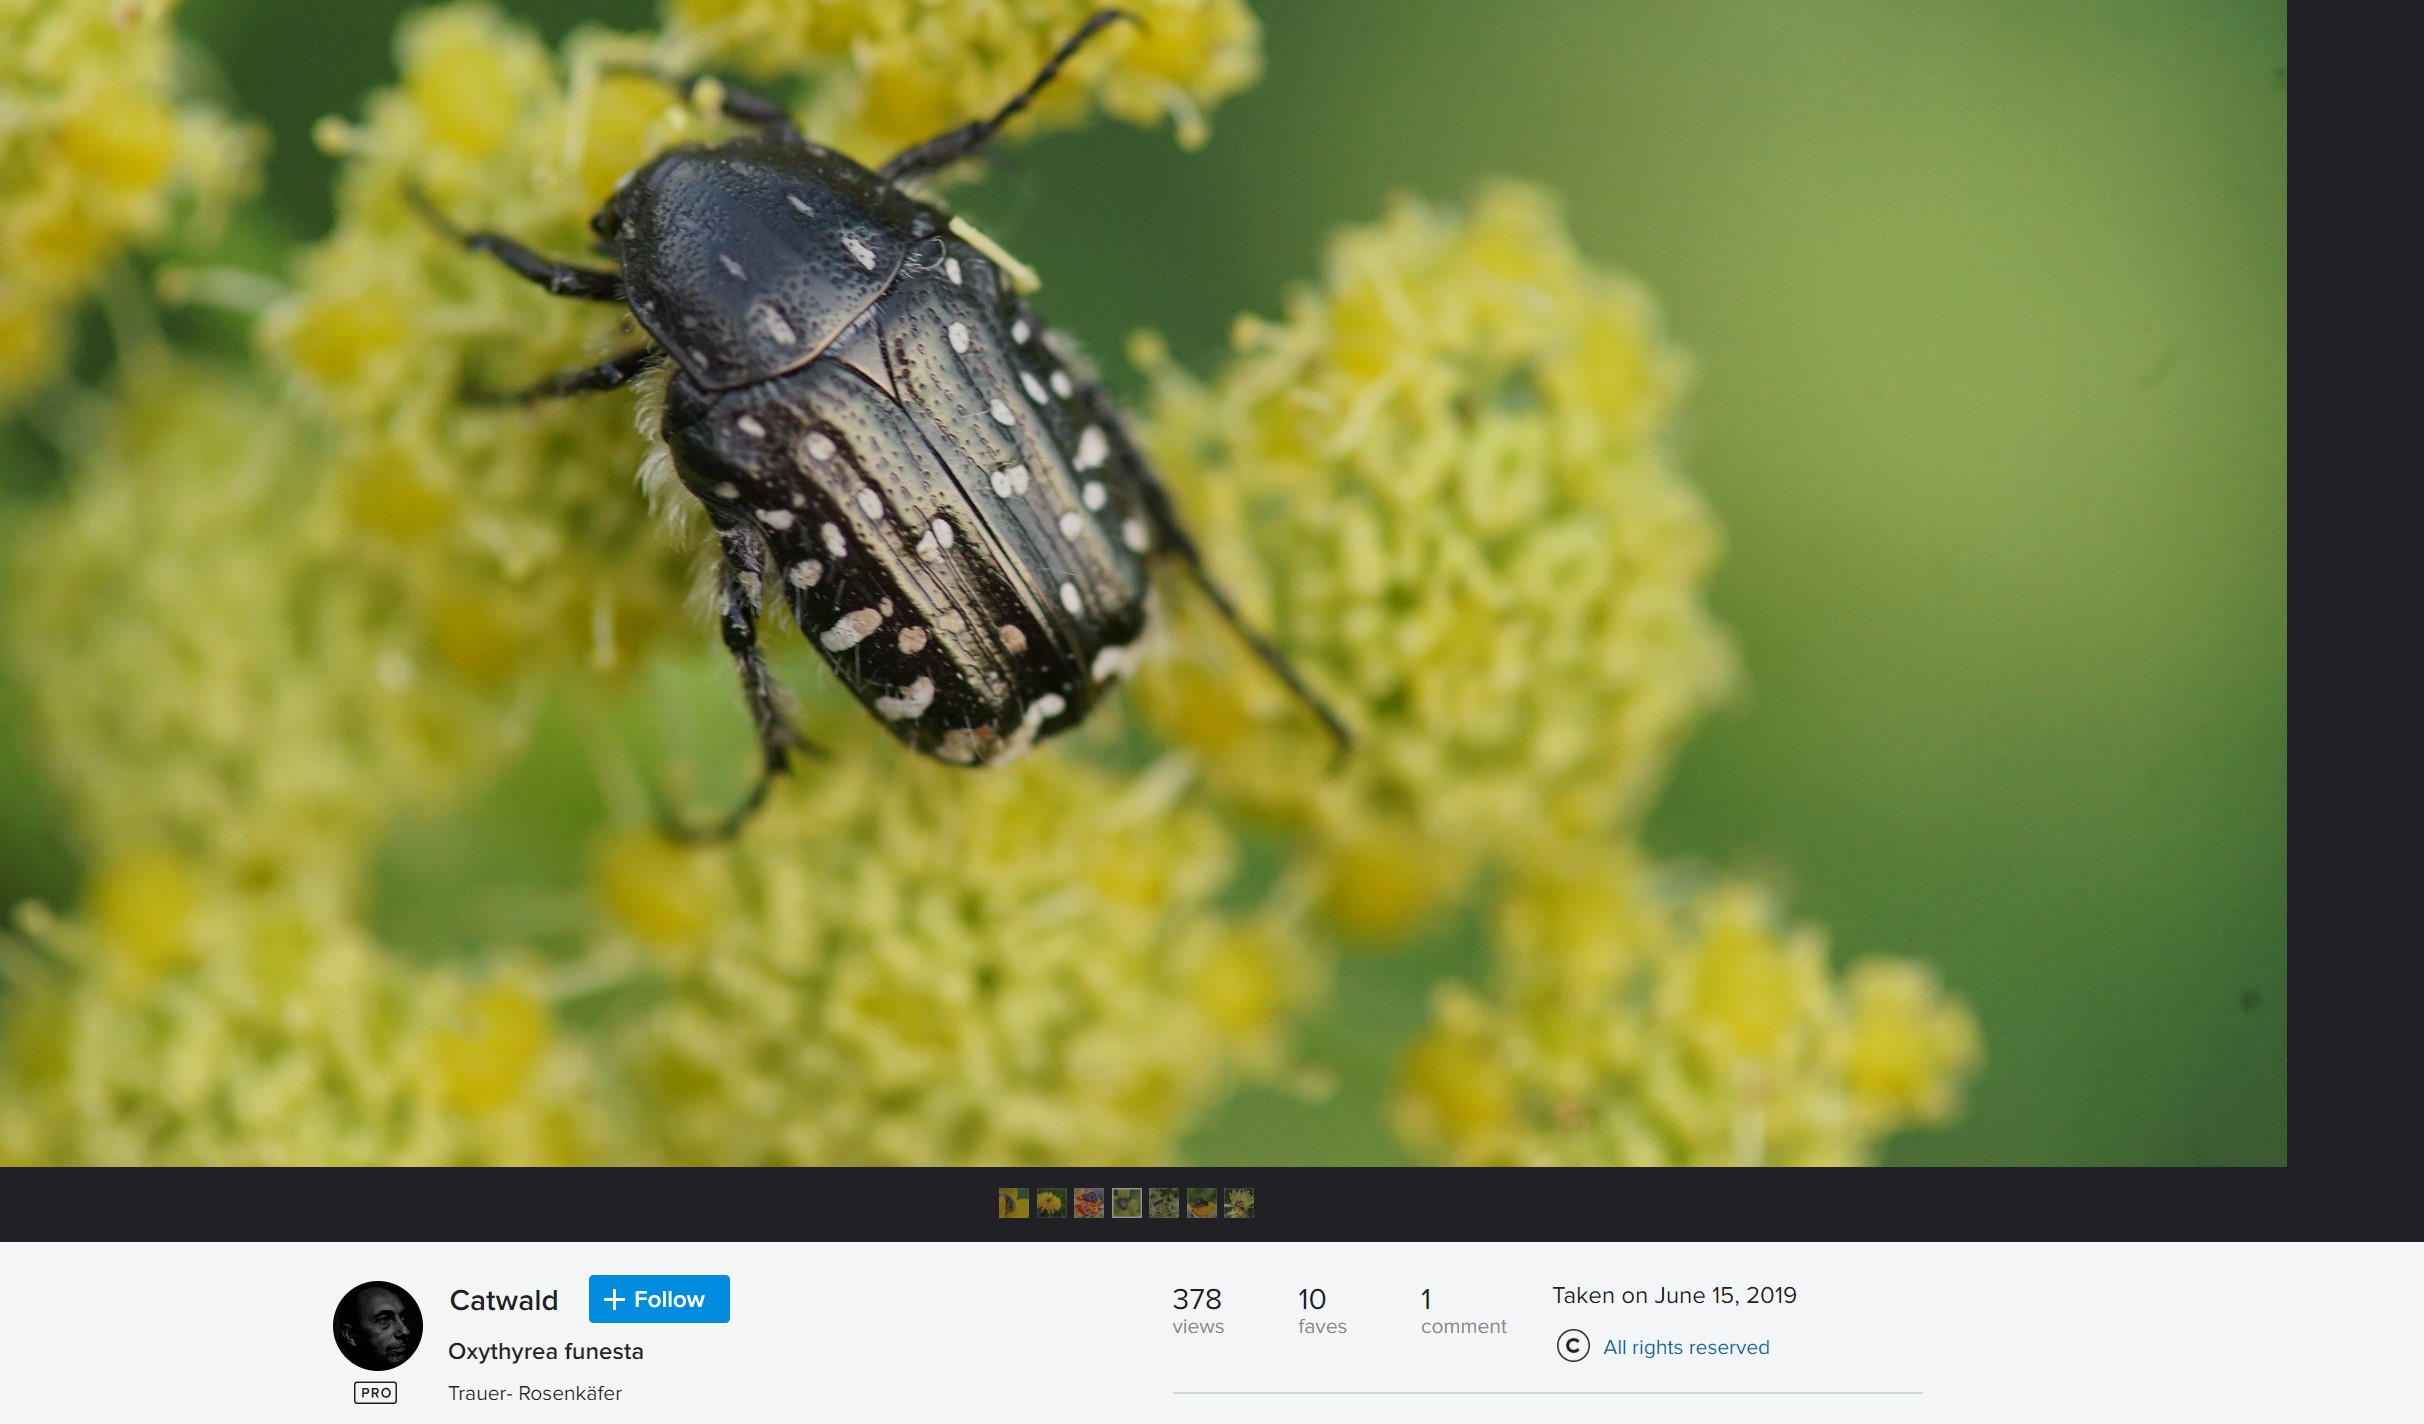 Catwald
+ Follow
Oxythyrea funesta
PRO
Trauer- Rosenkäfer
378
views
10
faves
1
comment
Taken on June 15, 2019
C All rights reserved